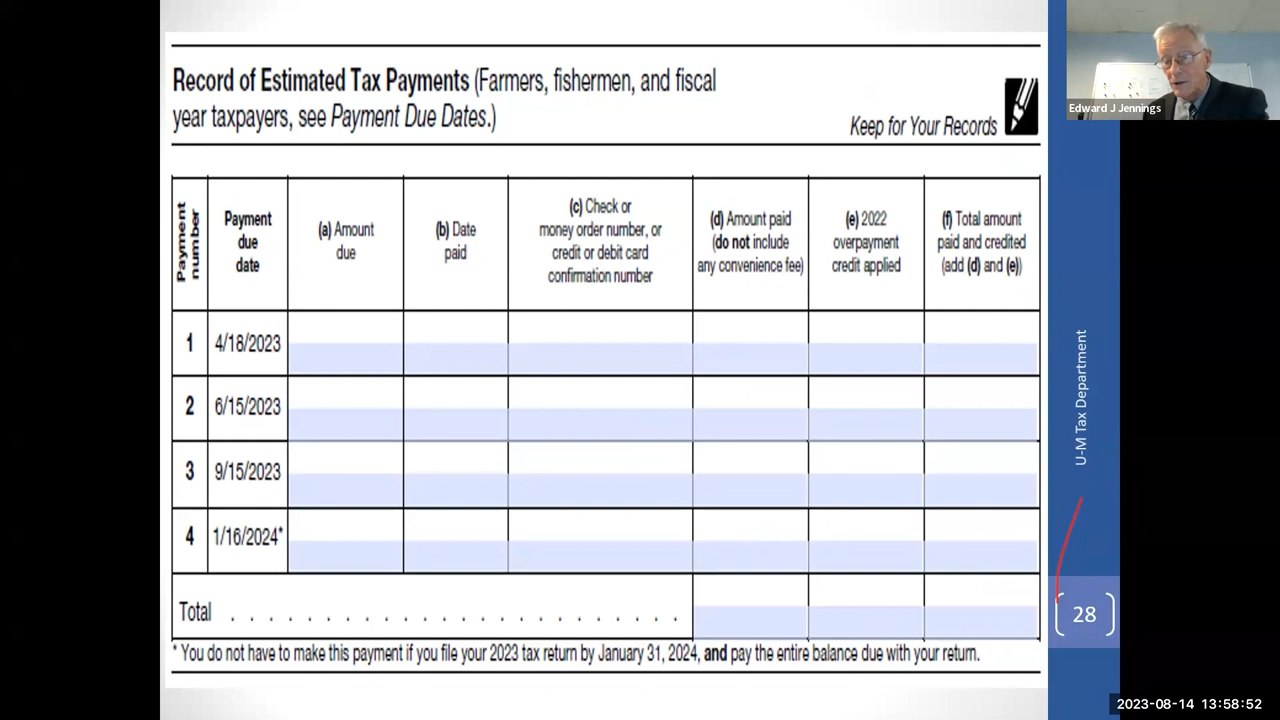 Record of Estimated Tax Payments (Farmers, fishermen, and fiscal
year taxpayers, see Payment Due Dates.)
Keep for Your Records
Edward J Jennings
Payment number
Payment
due
date
(a) Amount
due
(b) Date
paid
(c) Check or
money order number, or
credit or debit card
confirmation number
(d) Amount paid
(do not include
any convenience fee)
(e) 2022
overpayment
credit applied
(f) Total amount
paid and credited
(add (d) and (e))
1 4/18/2023
2 6/15/2023
3 9/15/2023
4 1/16/2024*
Total . . . . . . . . . . . . . . . . . . . . . . . .
* You do not have to make this payment if you file your 2023 tax return by January 31, 2024, and pay the entire balance due with your return.
U-M Tax Department
28
2023-08-14 13:58:52